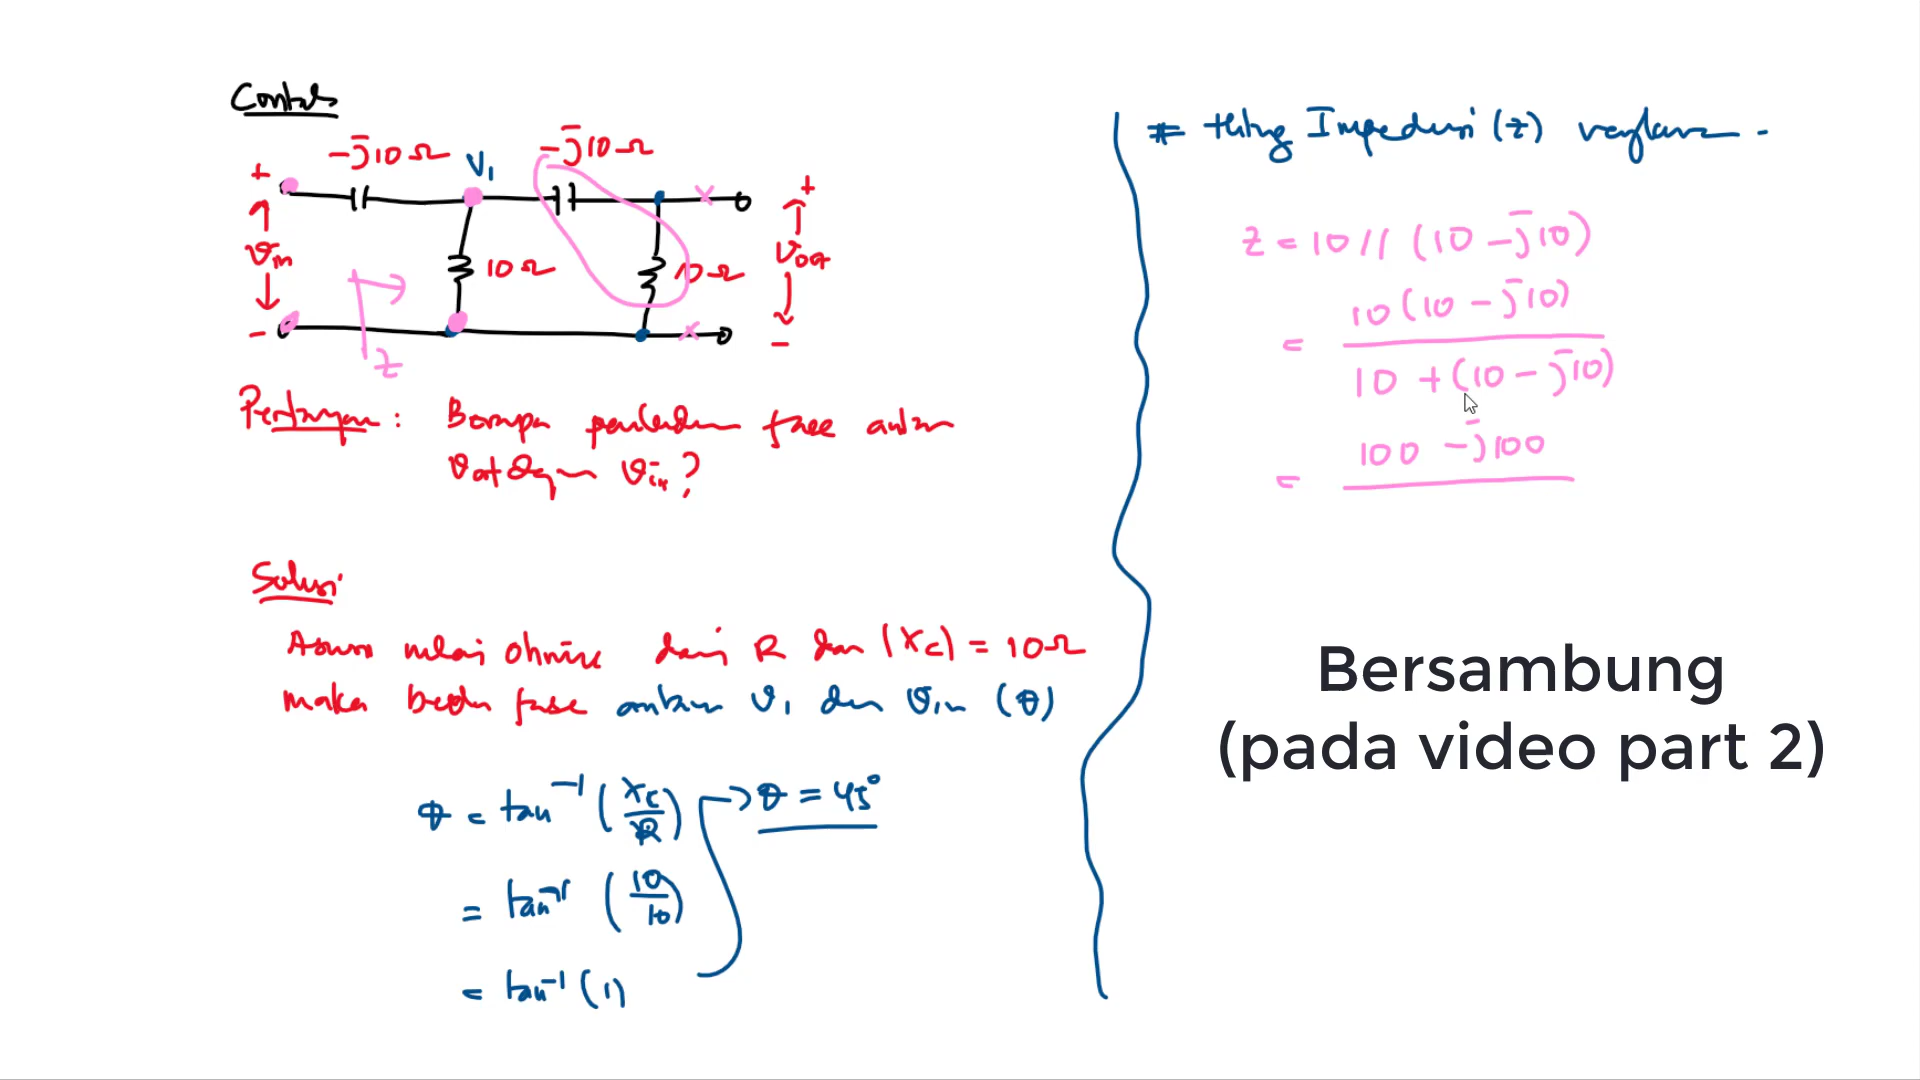 Contoh
-j10Ω V₁ -j10Ω
+ +
Vin 10Ω 10Ω Vout
- -
Z
Pertanyaan : Berapa perbedaan fase antara
Vout dengan Vin?
Solusi
Asumsi nilai ohmik dari R dan |Xc| = 10Ω
maka beda fase antara V₁ dan Vin (θ)
θ = tan⁻¹ (Xc/R) → θ = 45°
= tan⁻¹ (10/10)
= tan⁻¹ (1)
# Hitung Impedansi (Z)
Z = 10 // (10 - j10)
= 10 (10 - j10)
10 + (10 - j10)
= 100 - j100
Bersambung
(pada video part 2)